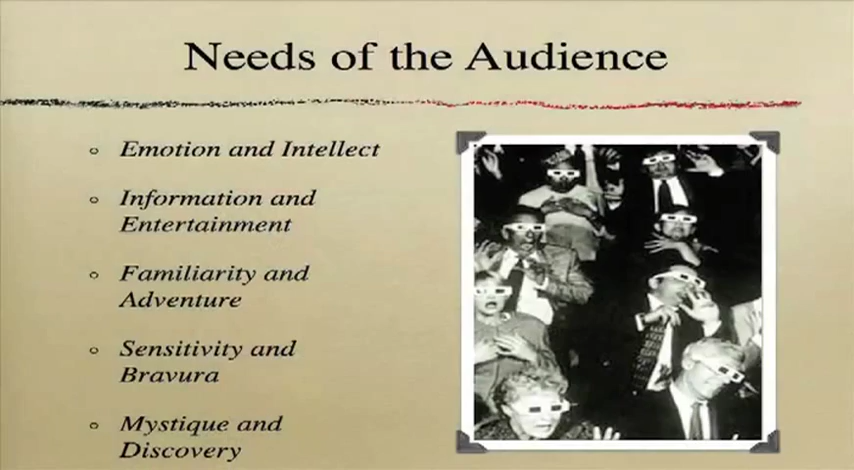 Needs of the Audience
Emotion and Intellect
Information and
Entertainment
Familiarity and
Adventure
Sensitivity and
Bravura
Mystique and
Discovery